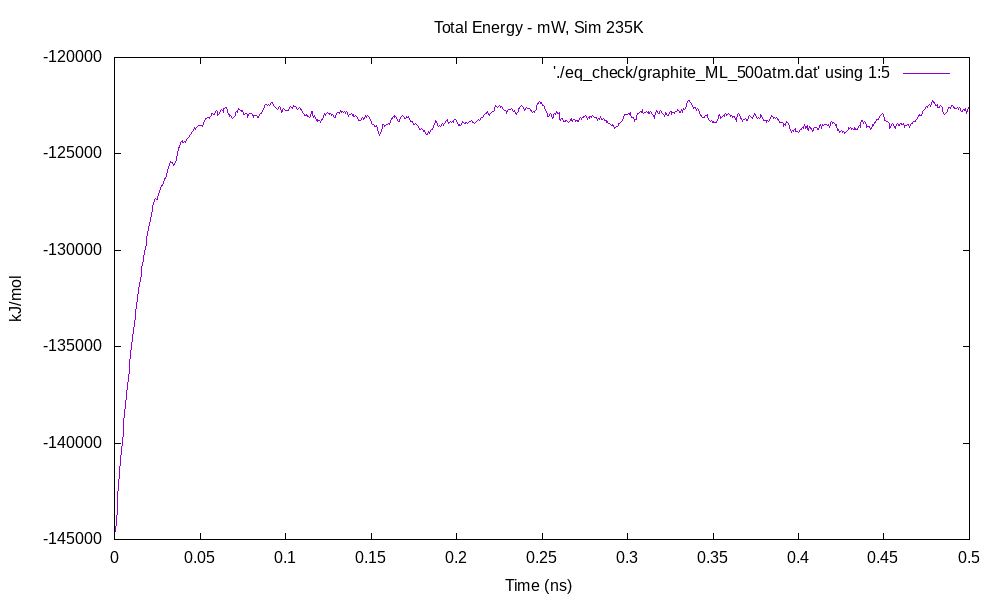 Total Energy - mW, Sim 235K
'./eq_check/graphite_ML_500atm.dat' using 1:5
-120000
-125000
-130000
-135000
-140000
-145000
kJ/mol
0 0.05 0.1 0.15 0.2 0.25 0.3 0.35 0.4 0.45 0.5
Time (ns)